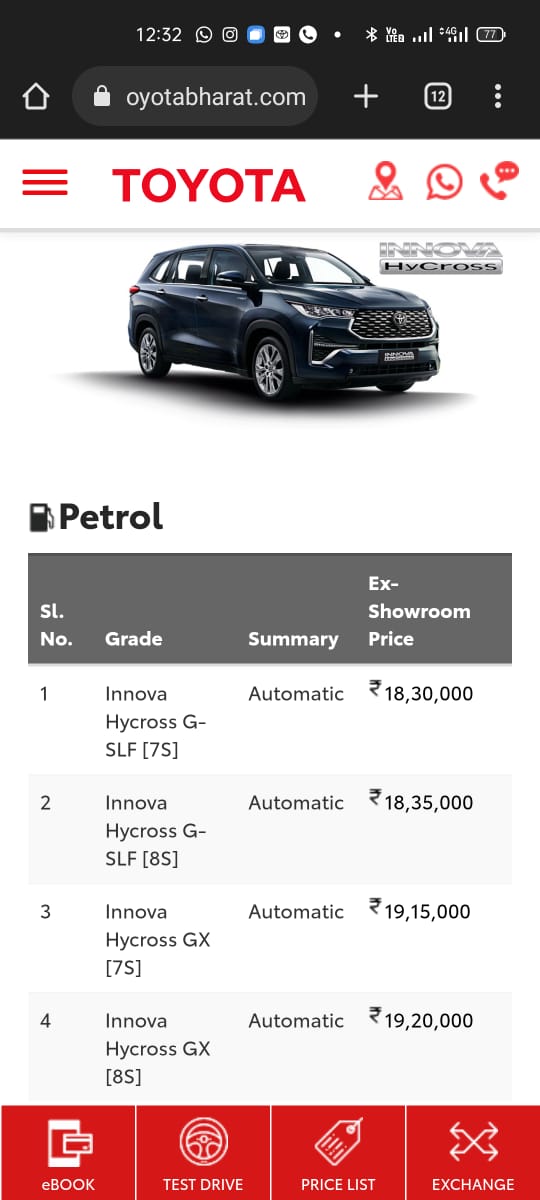 12:32
Vo LTE 4G 77
oyotabharat.com
12
TOYOTA
INNOVA
HyCross
Petrol
Sl. No. Grade Summary Ex-Showroom Price
1 Innova Hycross G-SLF [7S] Automatic ₹ 18,30,000
2 Innova Hycross G-SLF [8S] Automatic ₹ 18,35,000
3 Innova Hycross GX [7S] Automatic ₹ 19,15,000
4 Innova Hycross GX [8S] Automatic ₹ 19,20,000
eBOOK TEST DRIVE PRICE LIST EXCHANGE